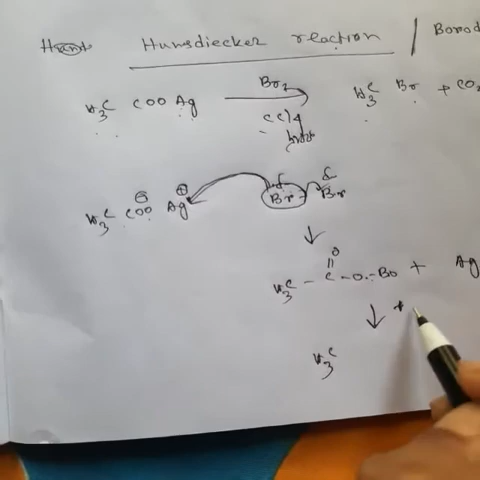 Hunsdiecker reaction / Borod
H₃C COO Ag Br₂ H₃C Br + CO₂
CCl₄
H₃C COO⊖ Ag⊕ Br - Br
O
H₃C - C - O - Bo + Ag
H₃C